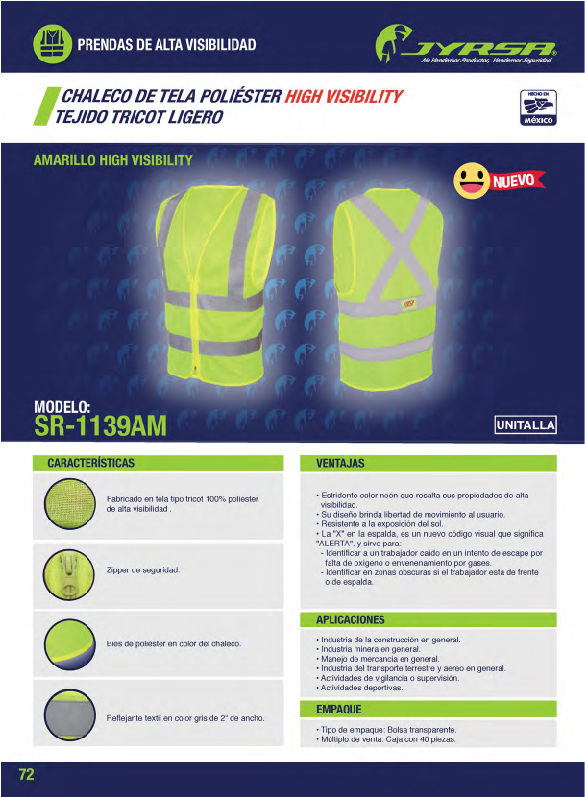 PRENDAS DE ALTA VISIBILIDAD
JYRSA®
No Vendemos Productos, Vendemos Seguridad
CHALECO DE TELA POLIÉSTER HIGH VISIBILITY
TEJIDO TRICOT LIGERO
HECHO EN
MÉXICO
AMARILLO HIGH VISIBILITY
NUEVO
MODELO:
SR-1139AM
UNITALLA
CARACTERÍSTICAS
Fabricado en tela tipo tricot 100% poliéster
de alta visibilidad .
Zipper de seguridad.
Bies de poliéster en color del chaleco.
Reflejante textil en color gris de 2" de ancho.
VENTAJAS
• Estridente color neón que resalta sus propiedades de alta
visibilidad.
• Su diseño brinda libertad de movimiento al usuario.
• Resistente a la exposición del sol.
• La "X" en la espalda, es un nuevo código visual que significa
"ALERTA", y sirve para:
- Identificar a un trabajador caido en un intento de escape por
falta de oxígeno o envenenamiento por gases.
- Identificar en zonas obscuras si el trabajador esta de frente
o de espalda.
APLICACIONES
• Industria de la construcción en general.
• Industria minera en general.
• Manejo de mercancia en general.
• Industria del transporte terrestre y aereo en general.
• Actividades de vigilancia o supervisión.
• Actividades deportivas.
EMPAQUE
• Tipo de empaque: Bolsa transparente.
• Múltiplo de venta: Caja con 40 piezas.
72